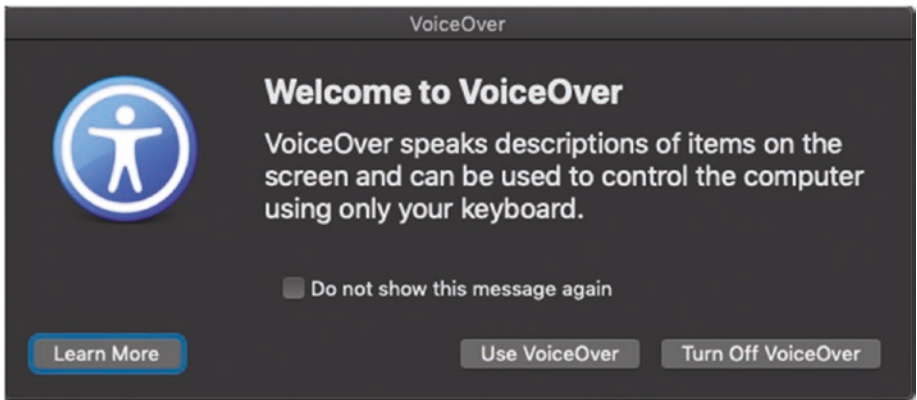 VoiceOver
Welcome to VoiceOver
VoiceOver speaks descriptions of items on the
screen and can be used to control the computer
using only your keyboard.
Do not show this message again
Learn More
Use VoiceOver
Turn Off VoiceOver